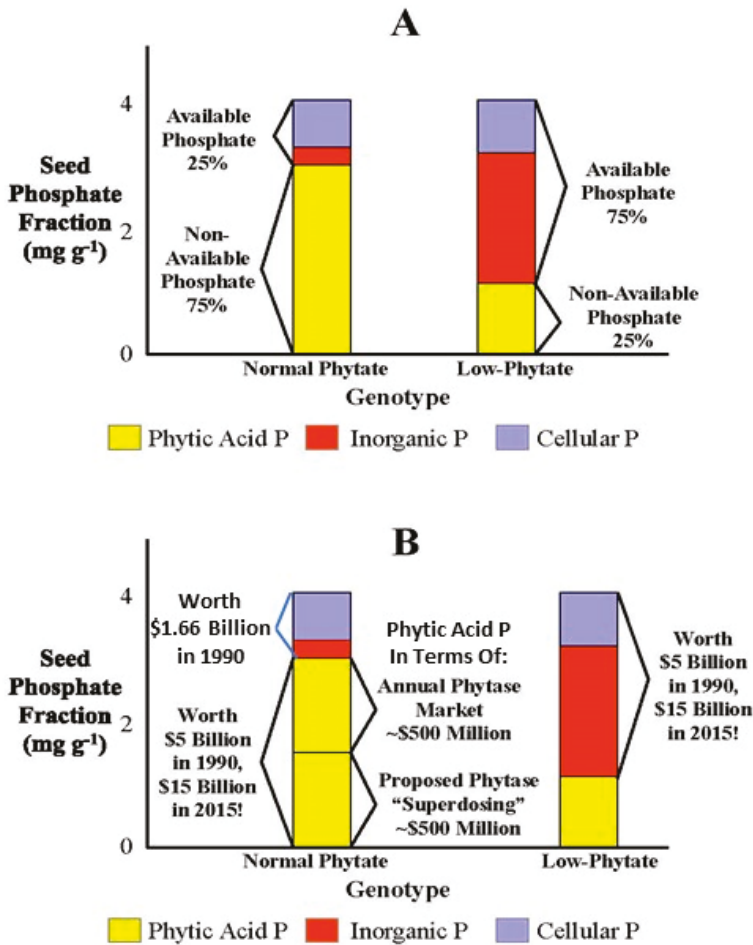 A
4
2
0
Seed
Phosphate
Fraction
(mg g-1)
Available
Phosphate
25%
Non-
Available
Phosphate
75%
Available
Phosphate
75%
Non-Available
Phosphate
25%
Normal Phytate
Low-Phytate
Genotype
Phytic Acid P
Inorganic P
Cellular P
B
4
2
0
Seed
Phosphate
Fraction
(mg g-1)
Worth
$1.66 Billion
in 1990
Worth
$5 Billion
in 1990,
$15 Billion
in 2015!
Phytic Acid P
In Terms Of:
Annual Phytase
Market
~$500 Million
Proposed Phytase
“Superdosing”
~$500 Million
Worth
$5 Billion
in 1990,
$15 Billion
in 2015!
Normal Phytate
Low-Phytate
Genotype
Phytic Acid P
Inorganic P
Cellular P